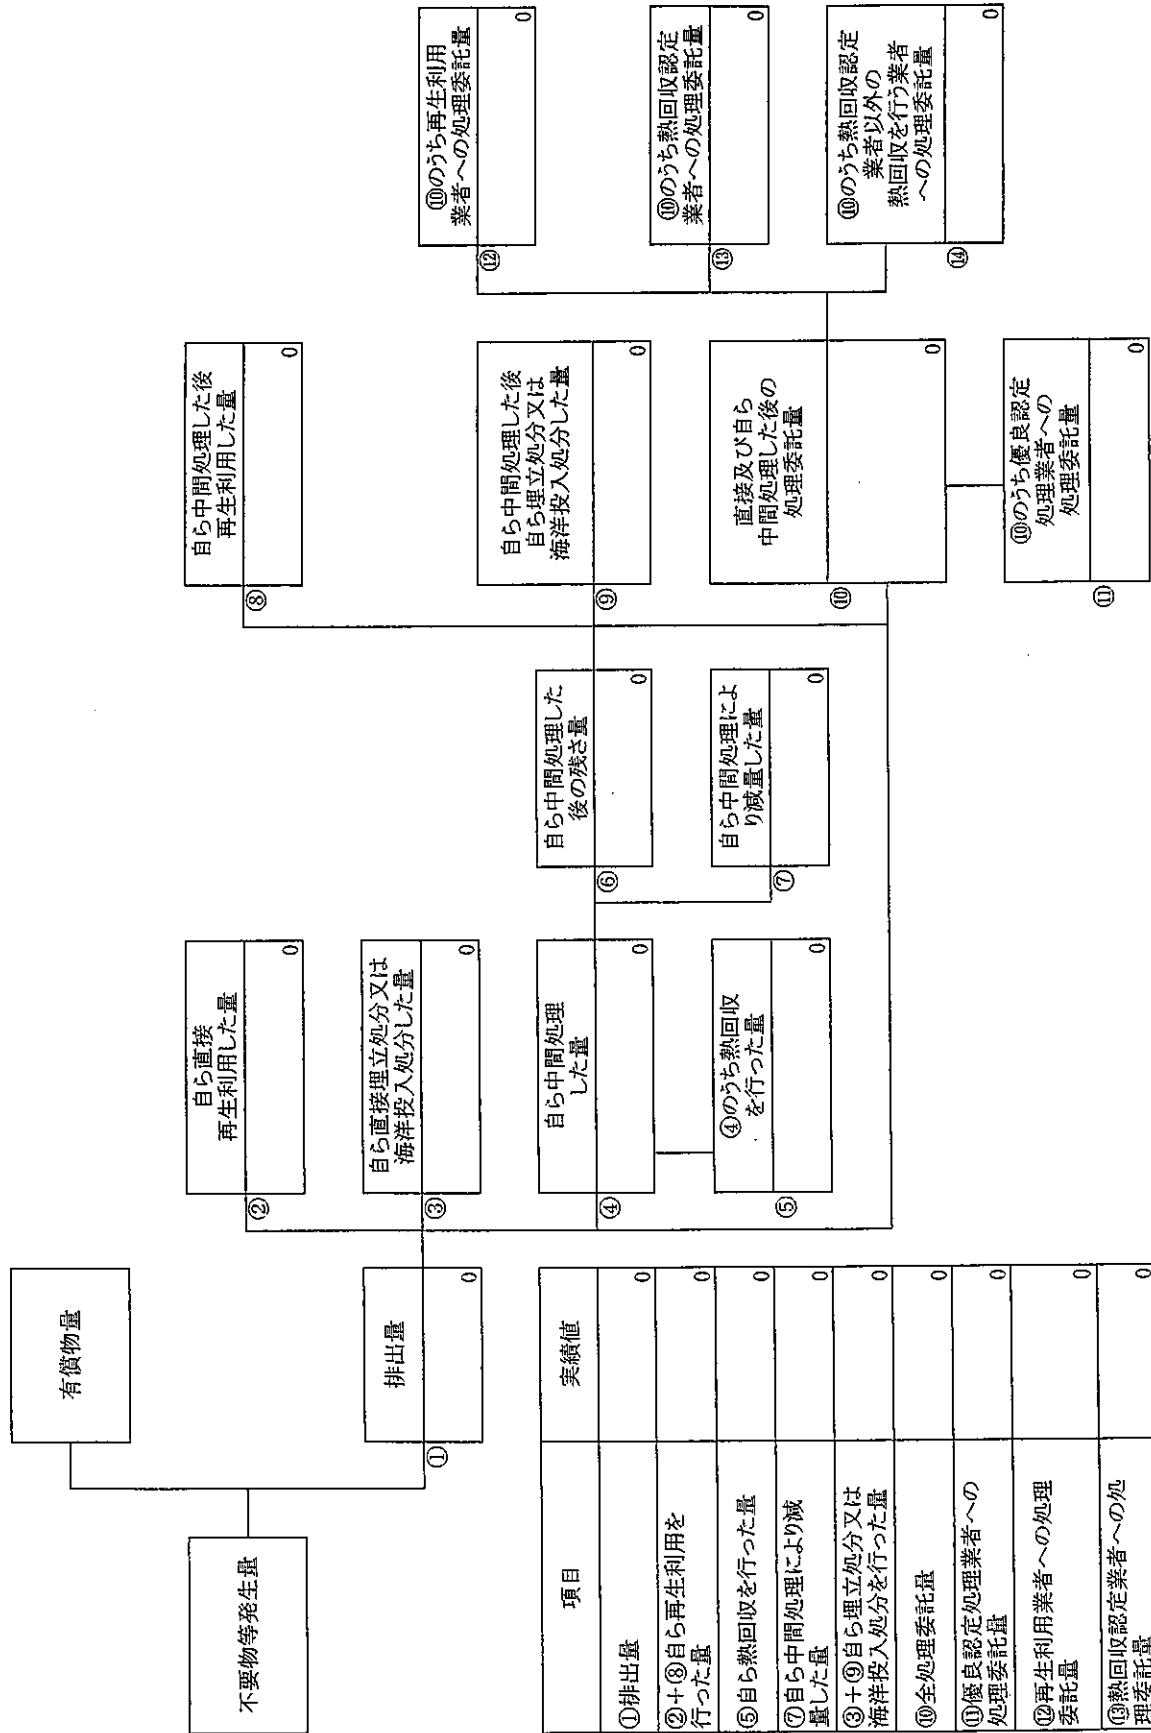 不要物等発生量
有償物量
①
排出量
0
②
自ら直接
再生利用した量
0
③
自ら直接埋立処分又は
海洋投入処分した量
0
④
自ら中間処理
した量
0
⑤
④のうち熱回収
を行った量
0
⑥
自ら中間処理した
後の残さ量
0
⑦
自ら中間処理によ
り減量した量
0
⑧
自ら中間処理した後
再生利用した量
0
⑨
自ら中間処理した後
自ら埋立処分又は
海洋投入処分した量
0
⑩
直接及び自ら
中間処理した後の
処理委託量
0
⑪
⑩のうち優良認定
処理業者への
処理委託量
0
⑫
⑩のうち再生利用
業者への処理委託量
0
⑬
⑩のうち熱回収認定
業者への処理委託量
0
⑭
⑩のうち熱回収認定
業者以外の
熱回収を行う業者
への処理委託量
0
項目 実績値
①排出量 0
②+⑧自ら再生利用を
行った量 0
⑤自ら熱回収を行った量 0
⑦自ら中間処理により減
量した量 0
③+⑨自ら埋立処分又は
海洋投入処分を行った量 0
⑩全処理委託量 0
⑪優良認定処理業者への
処理委託量 0
⑫再生利用業者への処理
委託量 0
⑬熱回収認定業者への処
理委託量 0